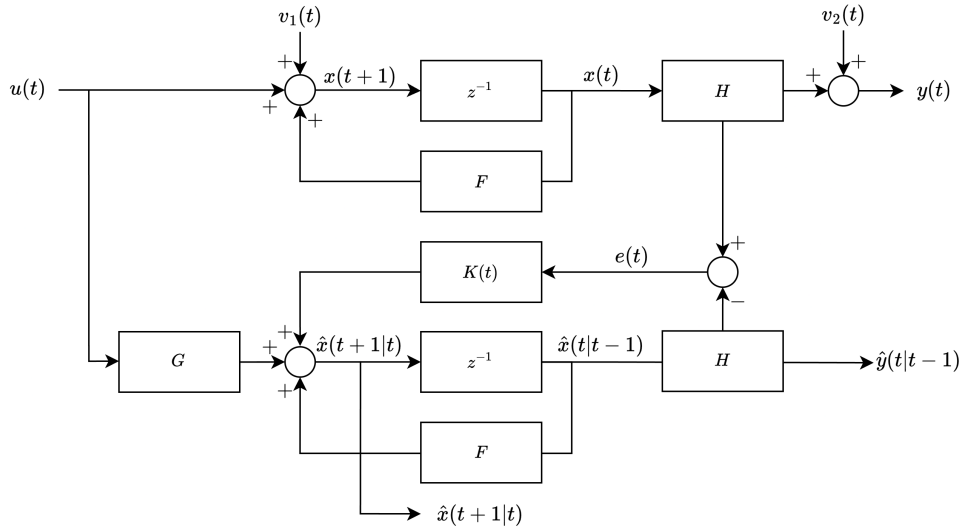 v₁(t) v₂(t)
+ +
u(t) x(t+1) z⁻¹ x(t) H + y(t)
+ +
F
+
K(t) e(t)
−
+ + x̂(t+1|t) x̂(t|t−1)
G z⁻¹ H ŷ(t|t−1)
+
F
x̂(t+1|t)